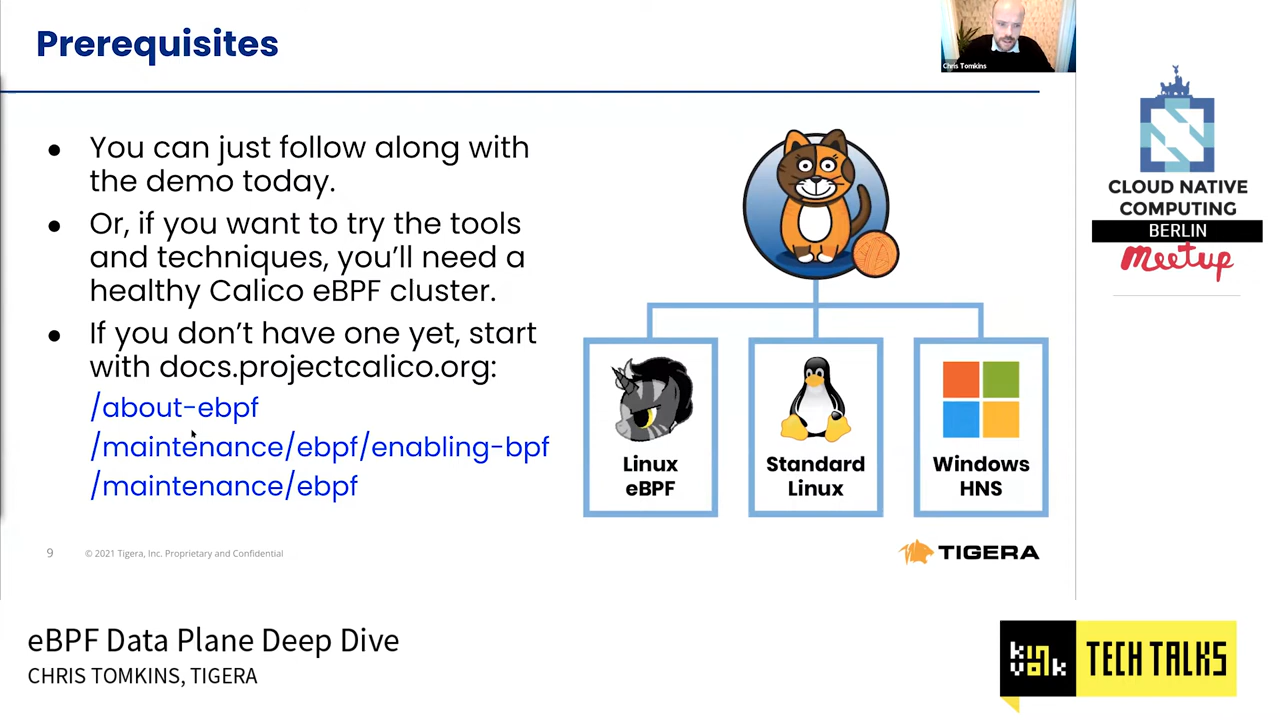 Prerequisites
Chris Tomkins
● You can just follow along with
the demo today.
● Or, if you want to try the tools
and techniques, you’ll need a
healthy Calico eBPF cluster.
● If you don’t have one yet, start
with docs.projectcalico.org:
/about-ebpf
/maintenance/ebpf/enabling-bpf
/maintenance/ebpf
Linux
eBPF
Standard
Linux
Windows
HNS
9
© 2021 Tigera, Inc. Proprietary and Confidential
TIGERA
CLOUD NATIVE
COMPUTING
BERLIN
Meetup
eBPF Data Plane Deep Dive
CHRIS TOMKINS, TIGERA
kin
volk
TECH TALKS